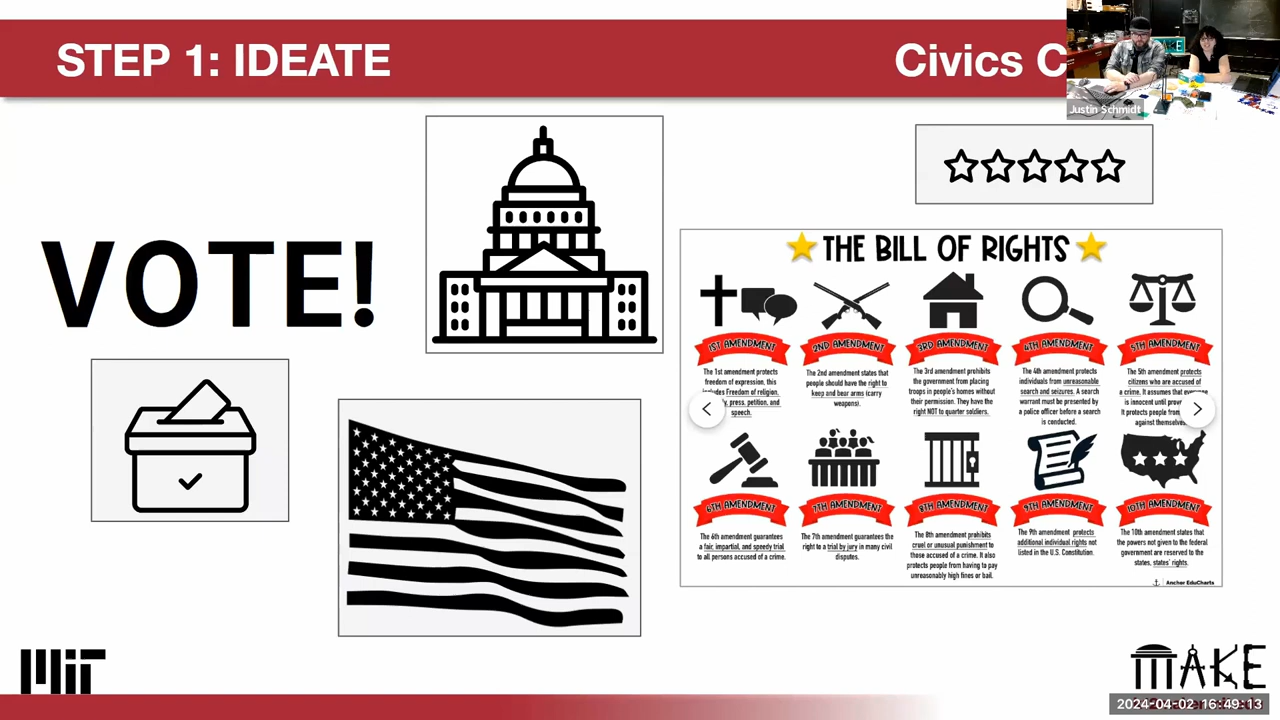 STEP 1: IDEATE
Civics C
MAKE
Justin Schmidt
VOTE!
THE BILL OF RIGHTS
1ST AMENDMENT
The 1st amendment protects
freedom of expression, this
includes Freedom of religion,
press, petition, and
speech.
2ND AMENDMENT
The 2nd amendment states that
people should have the right to
keep and bear arms (carry
weapons).
3RD AMENDMENT
The 3rd amendment prohibits
the government from placing
troops in people's homes without
their permission. They have the
right NOT to quarter soldiers.
4TH AMENDMENT
The 4th amendment protects
individuals from unreasonable
search and seizures. A search
warrant must be presented by
a police officer before a search
is conducted.
5TH AMENDMENT
The 5th amendment protects
citizens who are accused of
a crime. It assumes that
is innocent until
It protects people from
against themselves
6TH AMENDMENT
The 6th amendment guarantees
a fair, impartial, and speedy trial
to all persons accused of a crime.
7TH AMENDMENT
The 7th amendment guarantees the
right to a trial by jury in many civil
disputes.
8TH AMENDMENT
The 8th amendment prohibits
cruel or unusual punishment to
those accused of a crime. It also
protects people from having to pay
unreasonably high fines or bail.
9TH AMENDMENT
The 9th amendment protects
additional individual rights not
listed in the U.S. Constitution.
10TH AMENDMENT
The 10th amendment states that
the powers not given to the federal
government are reserved to the
states, states' rights.
Anchor EduCharts
MIT
MAKE
2024-04-02 16:49:13